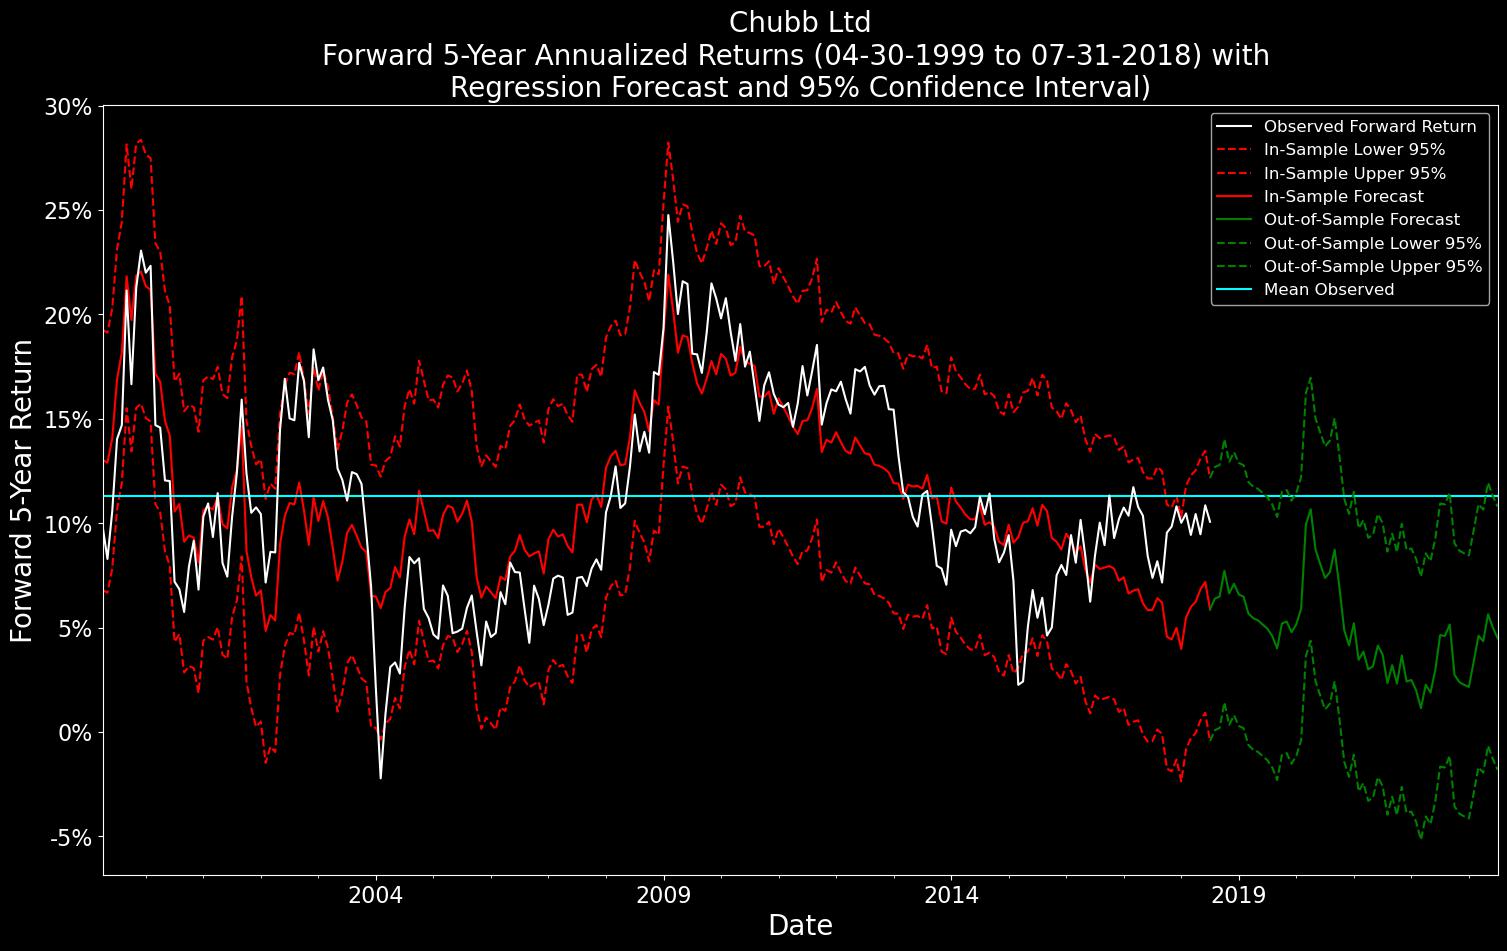 Chubb Ltd
Forward 5-Year Annualized Returns (04-30-1999 to 07-31-2018) with
Regression Forecast and 95% Confidence Interval)
30%
25%
20%
15%
10%
5%
0%
-5%
Forward 5-Year Return
Observed Forward Return
In-Sample Lower 95%
In-Sample Upper 95%
In-Sample Forecast
Out-of-Sample Forecast
Out-of-Sample Lower 95%
Out-of-Sample Upper 95%
Mean Observed
2004
2009
2014
2019
Date